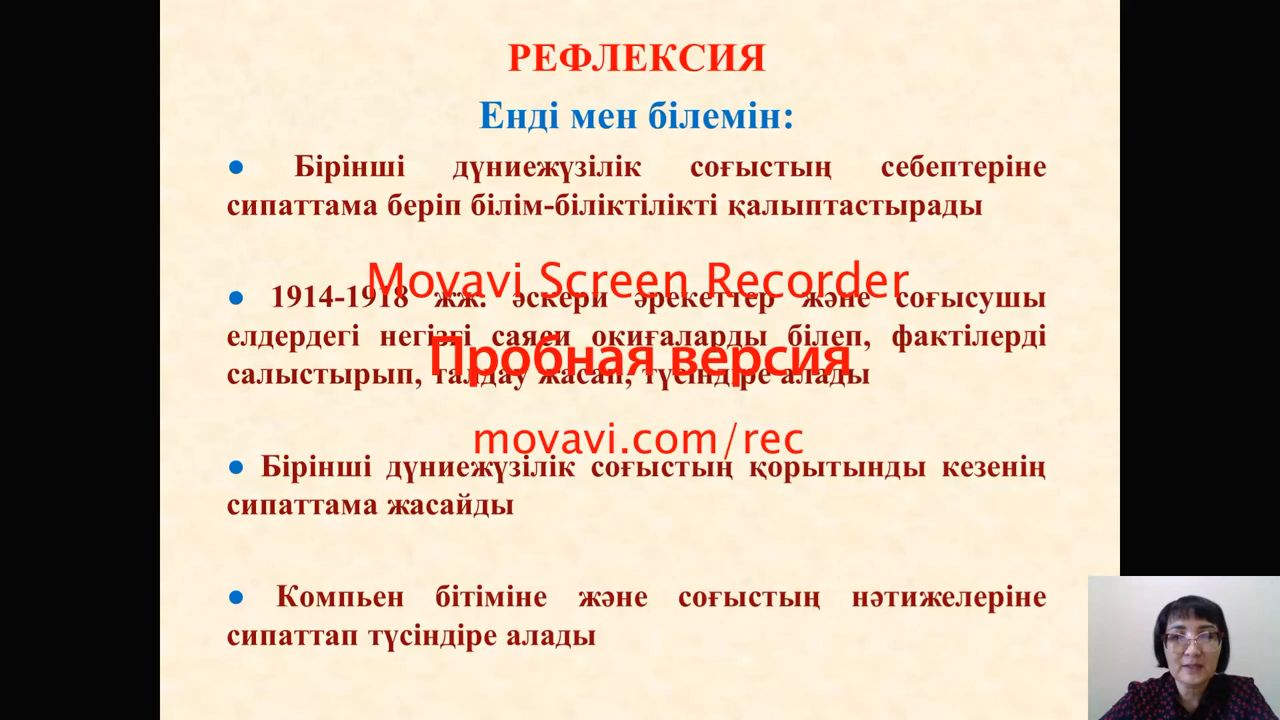 РЕФЛЕКСИЯ
Енді мен білемін:
● Бірінші дүниежүзілік соғыстың себептеріне
сипаттама беріп білім-біліктілікті қалыптастырады
Movavi Screen Recorder
● 1914-1918 жж. әскери әрекеттер және соғысушы
елдердегі негізгі саяси оқиғаларды біліп, фактілерді
Пробная версия
салыстырып, талдау жасап, түсіндіре алады
movavi.com/rec
● Бірінші дүниежүзілік соғыстың қорытынды кезенің
сипаттама жасайды
● Компьен бітіміне және соғыстың нәтижелеріне
сипаттап түсіндіре алады